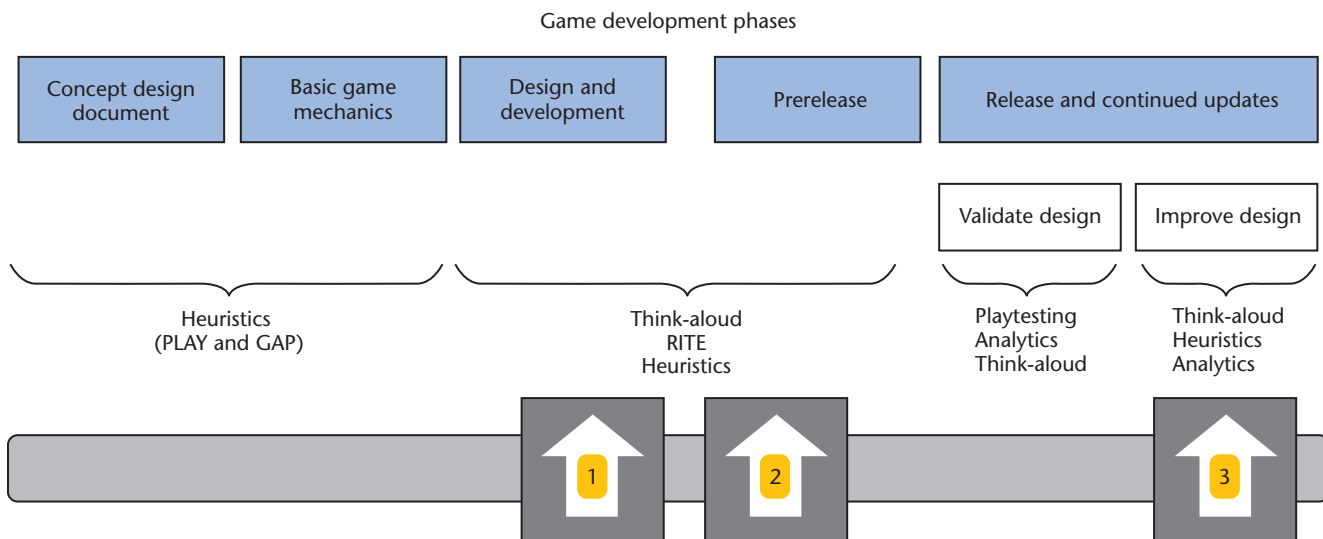 Game development phases
Concept design
document
Basic game
mechanics
Design and
development
Prerelease
Release and continued updates
Validate design
Improve design
Heuristics
(PLAY and GAP)
Think-aloud
RITE
Heuristics
Playtesting
Analytics
Think-aloud
Think-aloud
Heuristics
Analytics
1
2
3